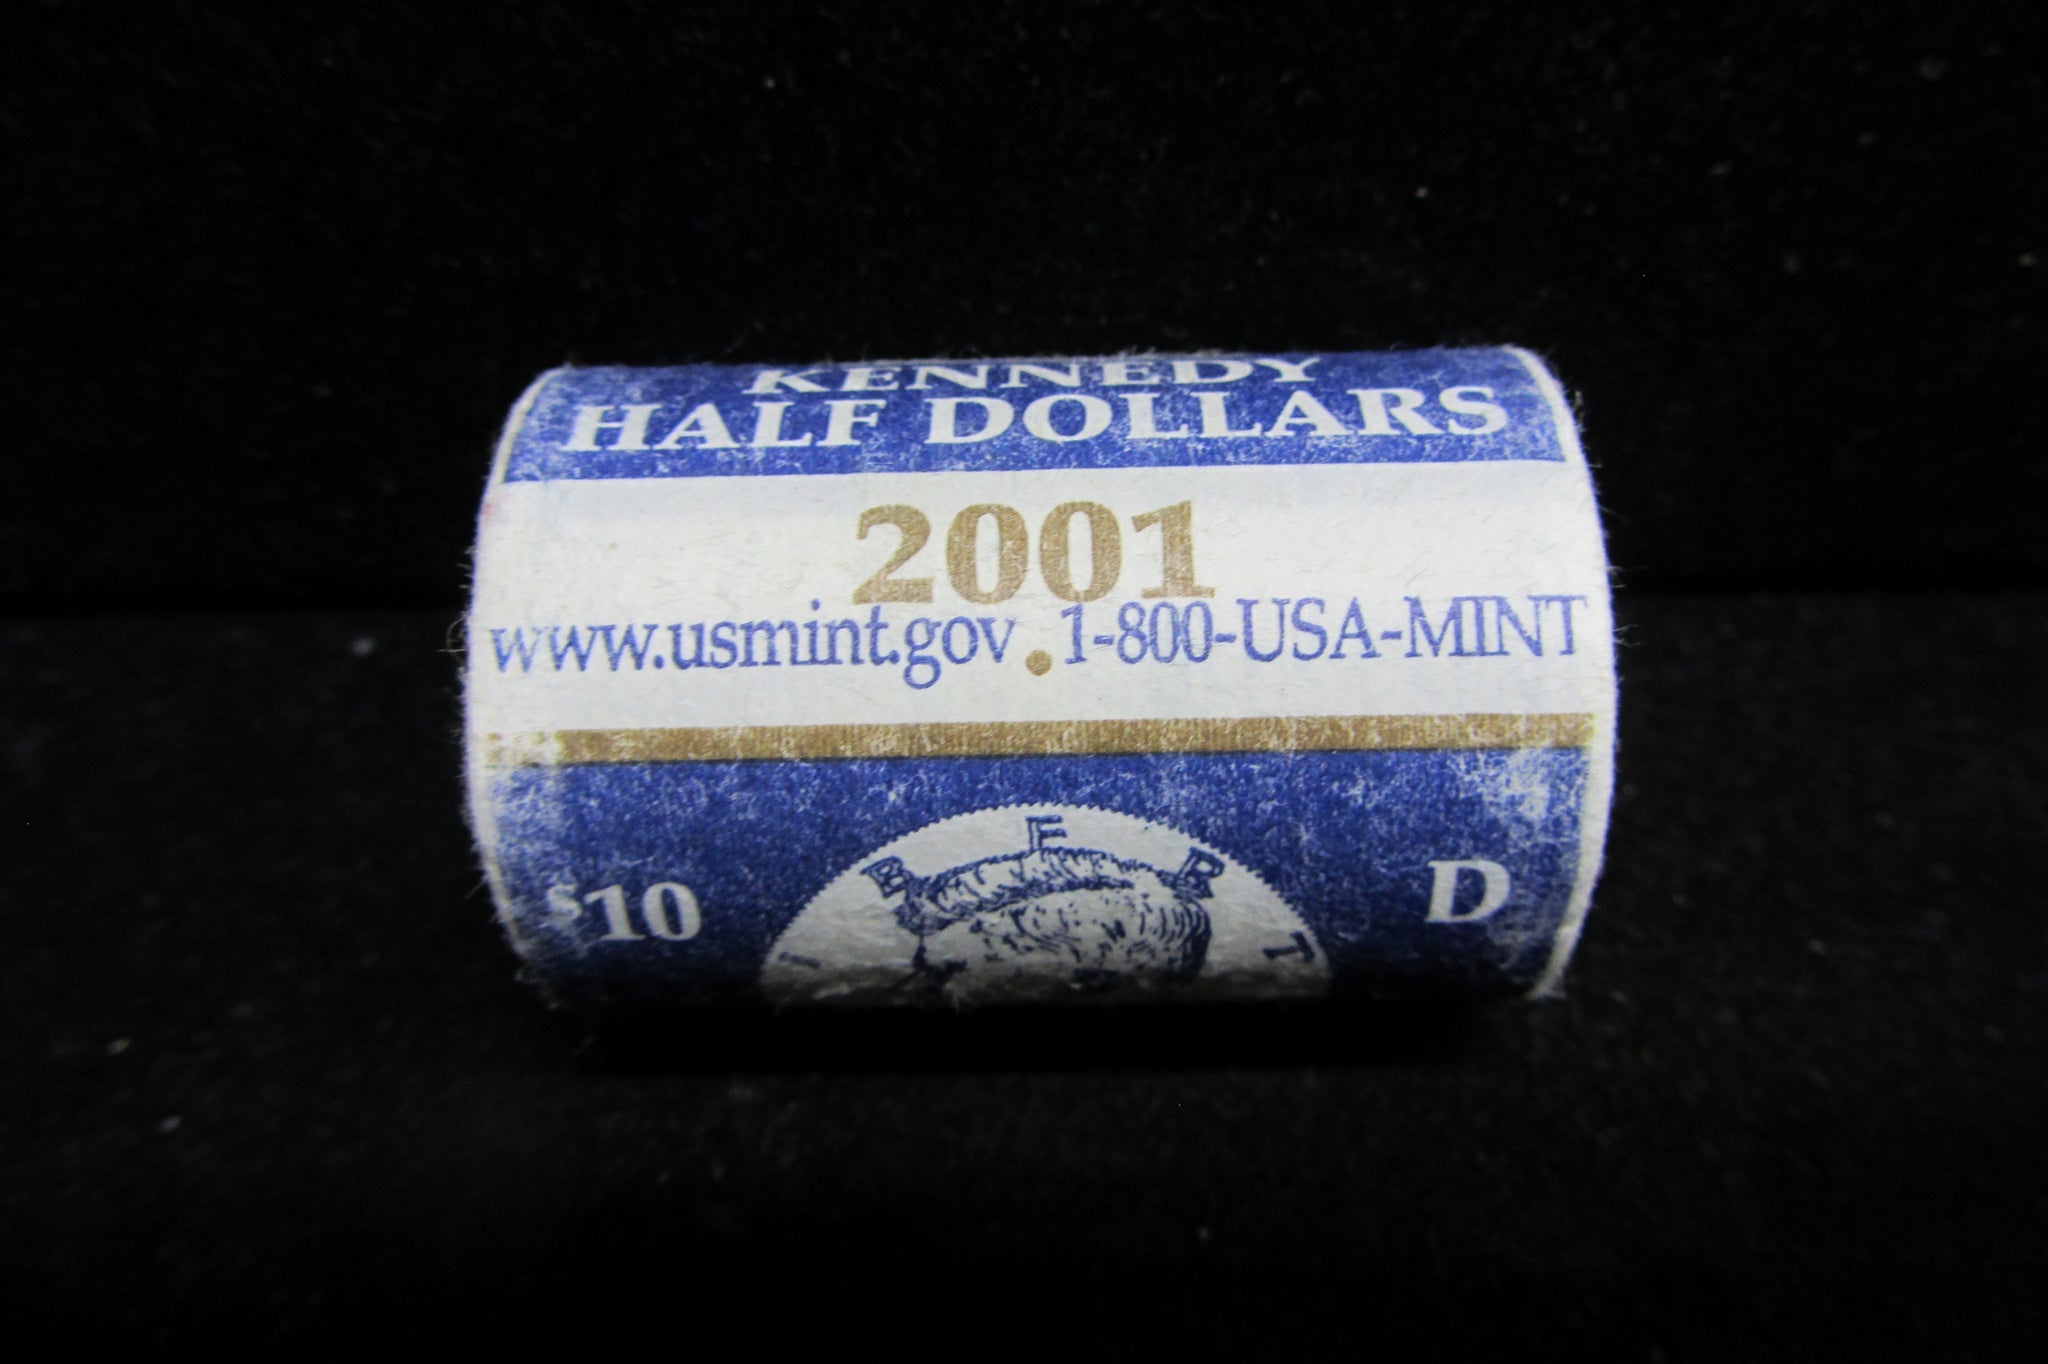 KENNEDY
HALF DOLLARS
2001
www.usmint.gov • 1-800-USA-MINT
$10
D
I B E R T